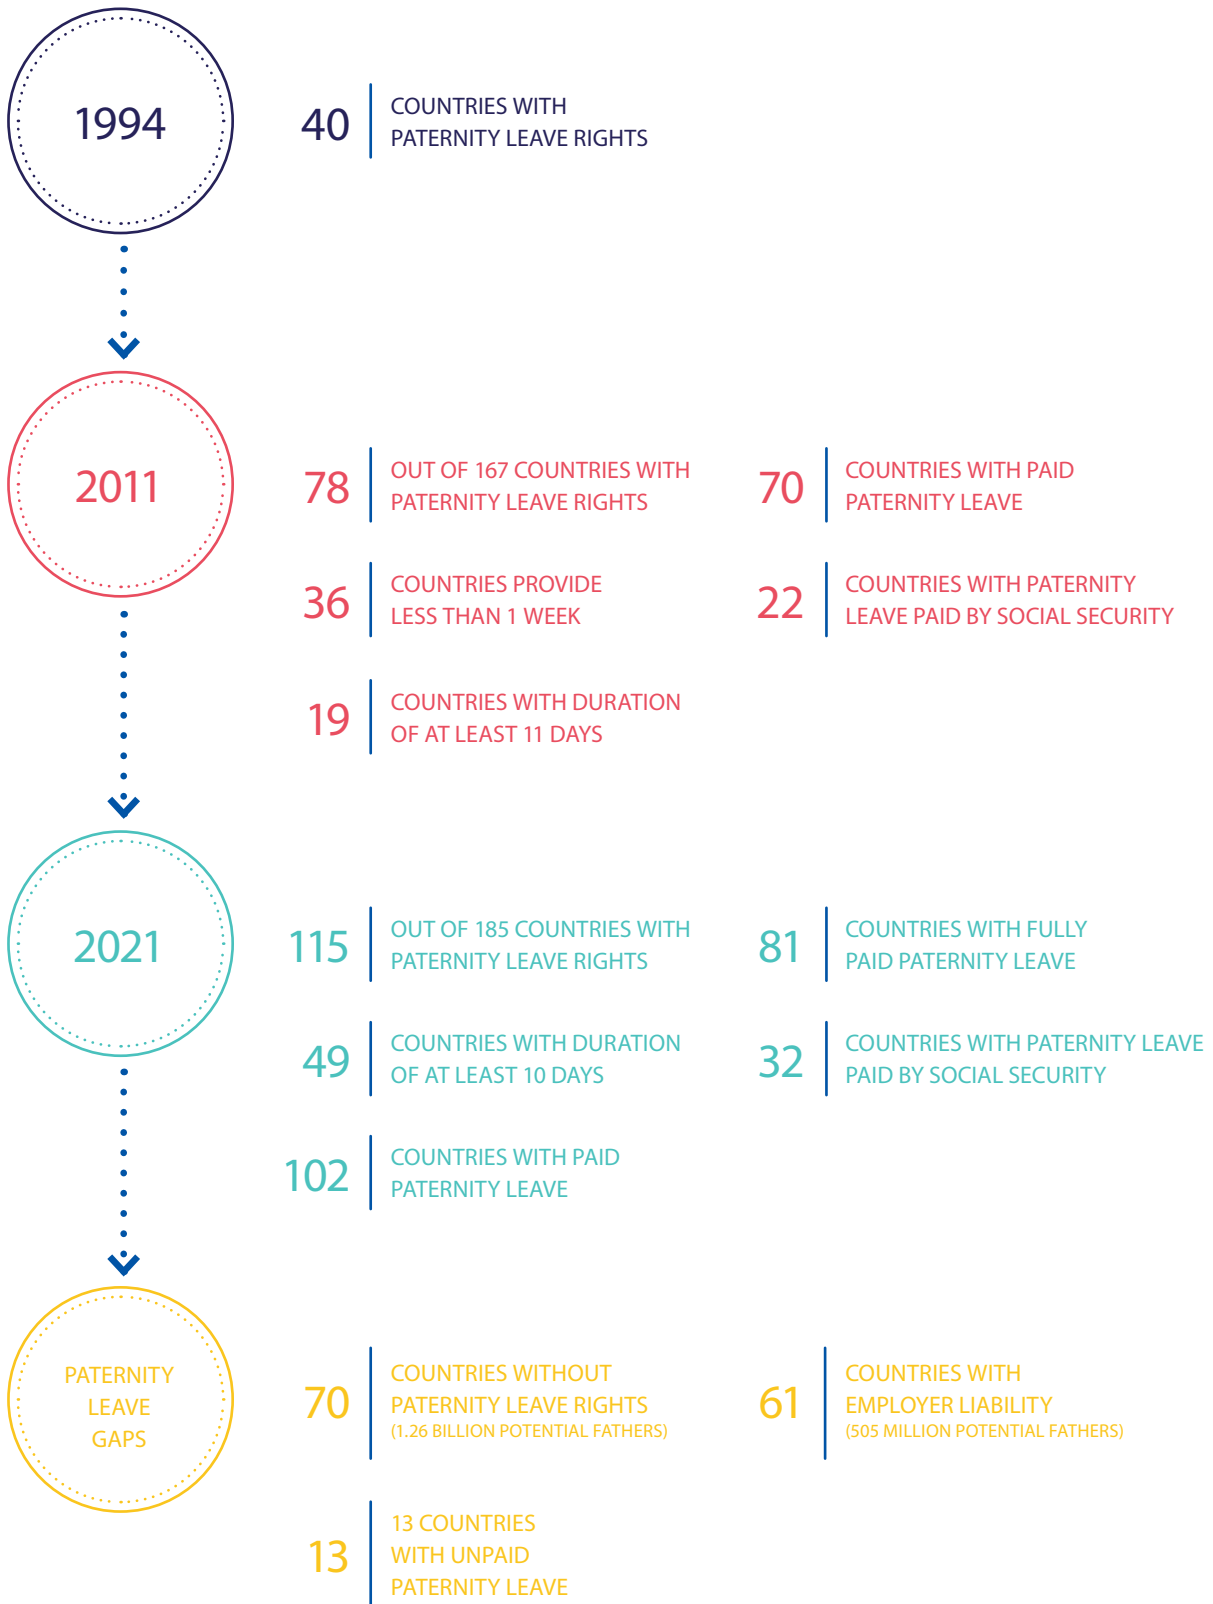 1994
40
COUNTRIES WITH
PATERNITY LEAVE RIGHTS
2011
78
OUT OF 167 COUNTRIES WITH
PATERNITY LEAVE RIGHTS
70
COUNTRIES WITH PAID
PATERNITY LEAVE
36
COUNTRIES PROVIDE
LESS THAN 1 WEEK
22
COUNTRIES WITH PATERNITY
LEAVE PAID BY SOCIAL SECURITY
19
COUNTRIES WITH DURATION
OF AT LEAST 11 DAYS
2021
115
OUT OF 185 COUNTRIES WITH
PATERNITY LEAVE RIGHTS
81
COUNTRIES WITH FULLY
PAID PATERNITY LEAVE
49
COUNTRIES WITH DURATION
OF AT LEAST 10 DAYS
32
COUNTRIES WITH PATERNITY LEAVE
PAID BY SOCIAL SECURITY
102
COUNTRIES WITH PAID
PATERNITY LEAVE
PATERNITY
LEAVE
GAPS
70
COUNTRIES WITHOUT
PATERNITY LEAVE RIGHTS
(1.26 BILLION POTENTIAL FATHERS)
61
COUNTRIES WITH
EMPLOYER LIABILITY
(505 MILLION POTENTIAL FATHERS)
13
13 COUNTRIES
WITH UNPAID
PATERNITY LEAVE